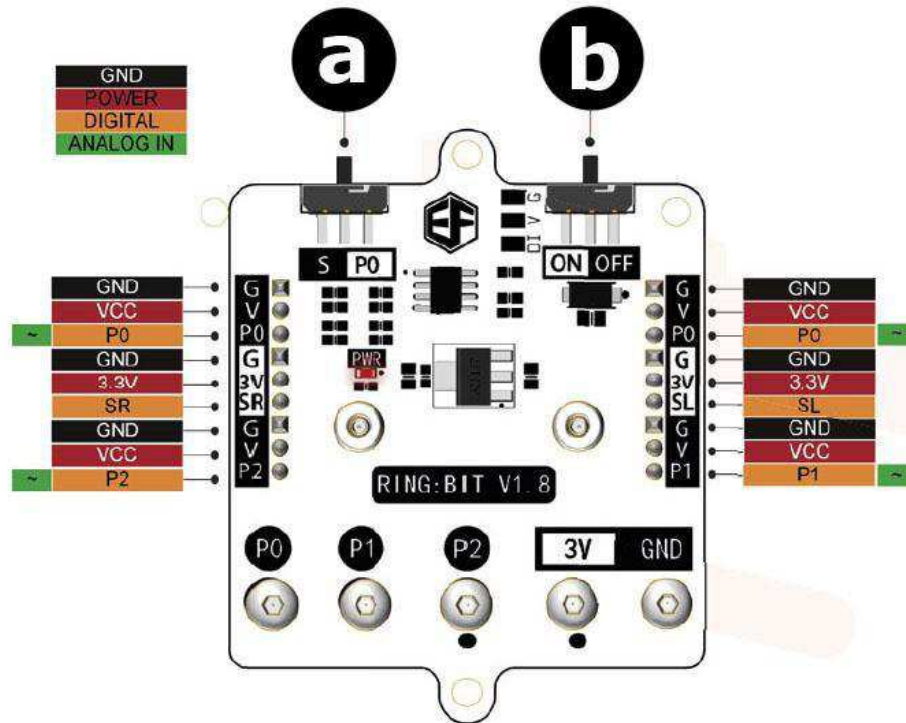 a
b
GND
POWER
DIGITAL
ANALOG IN
G
V
IO
S P0
ON OFF
GND
VCC
~ P0
GND
3.3V
SR
GND
VCC
~ P2
G
V
P0
G
3V
SR
G
V
P2
PWR
G
V
P0
G
3V
SL
G
V
P1
GND
VCC
P0 ~
GND
3.3V
SL
GND
VCC
P1 ~
RING:BIT V1.8
P0 P1 P2 3V GND